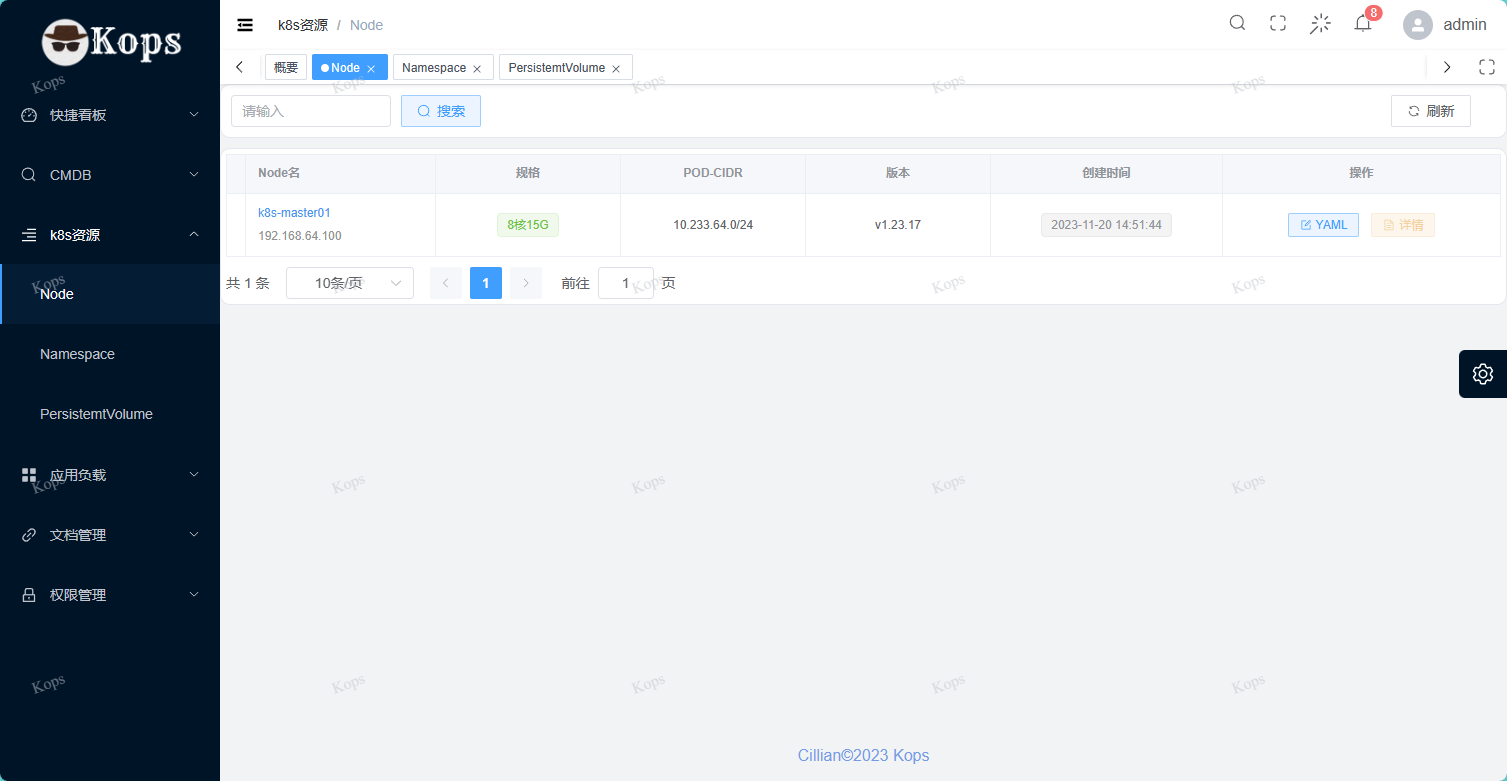 Kops
k8s资源 / Node
8
admin
概要
Node
Namespace
PersistemtVolume
请输入
搜索
刷新
快捷看板
CMDB
k8s资源
Node
Namespace
PersistemtVolume
应用负载
文档管理
权限管理
Node名 规格 POD-CIDR 版本 创建时间 操作
k8s-master01
192.168.64.100
8核15G
10.233.64.0/24
v1.23.17
2023-11-20 14:51:44
YAML
详情
共 1 条
10条/页
1
前往 1 页
Kops Kops Kops Kops Kops
Kops Kops Kops Kops Kops
Kops Kops Kops Kops Kops
Kops Kops Kops Kops Kops
Cillian©2023 Kops